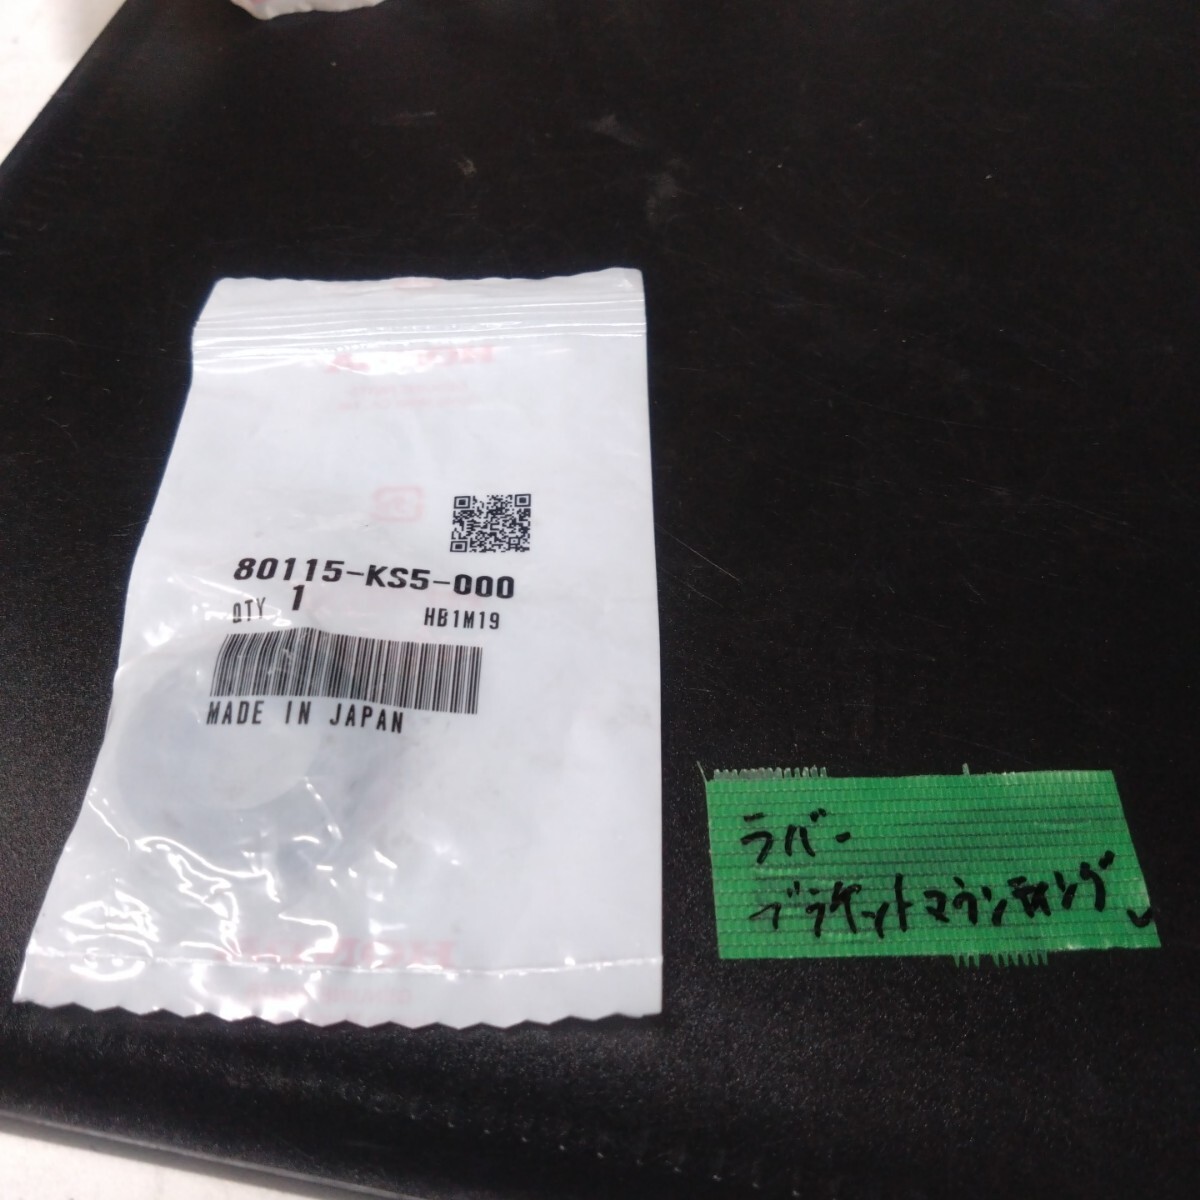 80115-KS5-000
QTY 1 HB1M19
MADE IN JAPAN
ラバー
ブラケットマウンティング